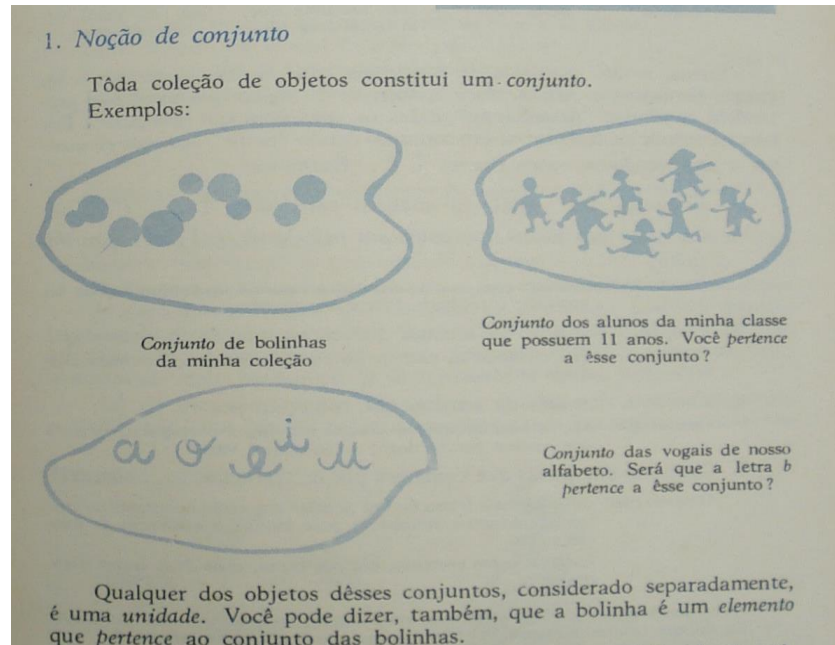 1. Noção de conjunto
Tôda coleção de objetos constitui um conjunto.
Exemplos:
Conjunto de bolinhas
da minha coleção
Conjunto dos alunos da minha classe
que possuem 11 anos. Você pertence
a êsse conjunto?
a o e i u
Conjunto das vogais de nosso
alfabeto. Será que a letra b
pertence a êsse conjunto?
Qualquer dos objetos dêsses conjuntos, considerado separadamente,
é uma unidade. Você pode dizer, também, que a bolinha é um elemento
que pertence ao conjunto das bolinhas.